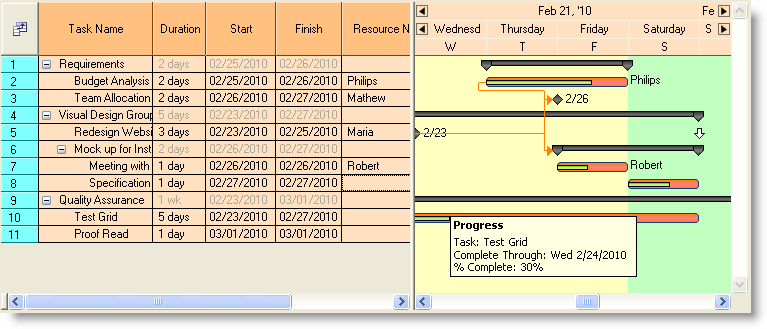 Task Name Duration Start Finish Resource N
1 Requirements 2 days 02/25/2010 02/26/2010
2 Budget Analysis 2 days 02/25/2010 02/26/2010 Philips
3 Team Allocation 2 days 02/26/2010 02/27/2010 Mathew
4 Visual Design Group 5 days 02/23/2010 02/27/2010
5 Redesign Websi 3 days 02/23/2010 02/25/2010 Maria
6 Mock up for Inst 2 days 02/26/2010 02/27/2010
7 Meeting with 1 day 02/26/2010 02/26/2010 Robert
8 Specification 1 day 02/27/2010 02/27/2010
9 Quality Assurance 1 wk 02/23/2010 03/01/2010
10 Test Grid 5 days 02/23/2010 02/27/2010
11 Proof Read 1 day 03/01/2010 03/01/2010
Feb 21, '10 Fe
Wednesd Thursday Friday Saturday S
W T F S
Philips
2/26
2/23
Robert
Progress
Task: Test Grid
Complete Through: Wed 2/24/2010
% Complete: 30%